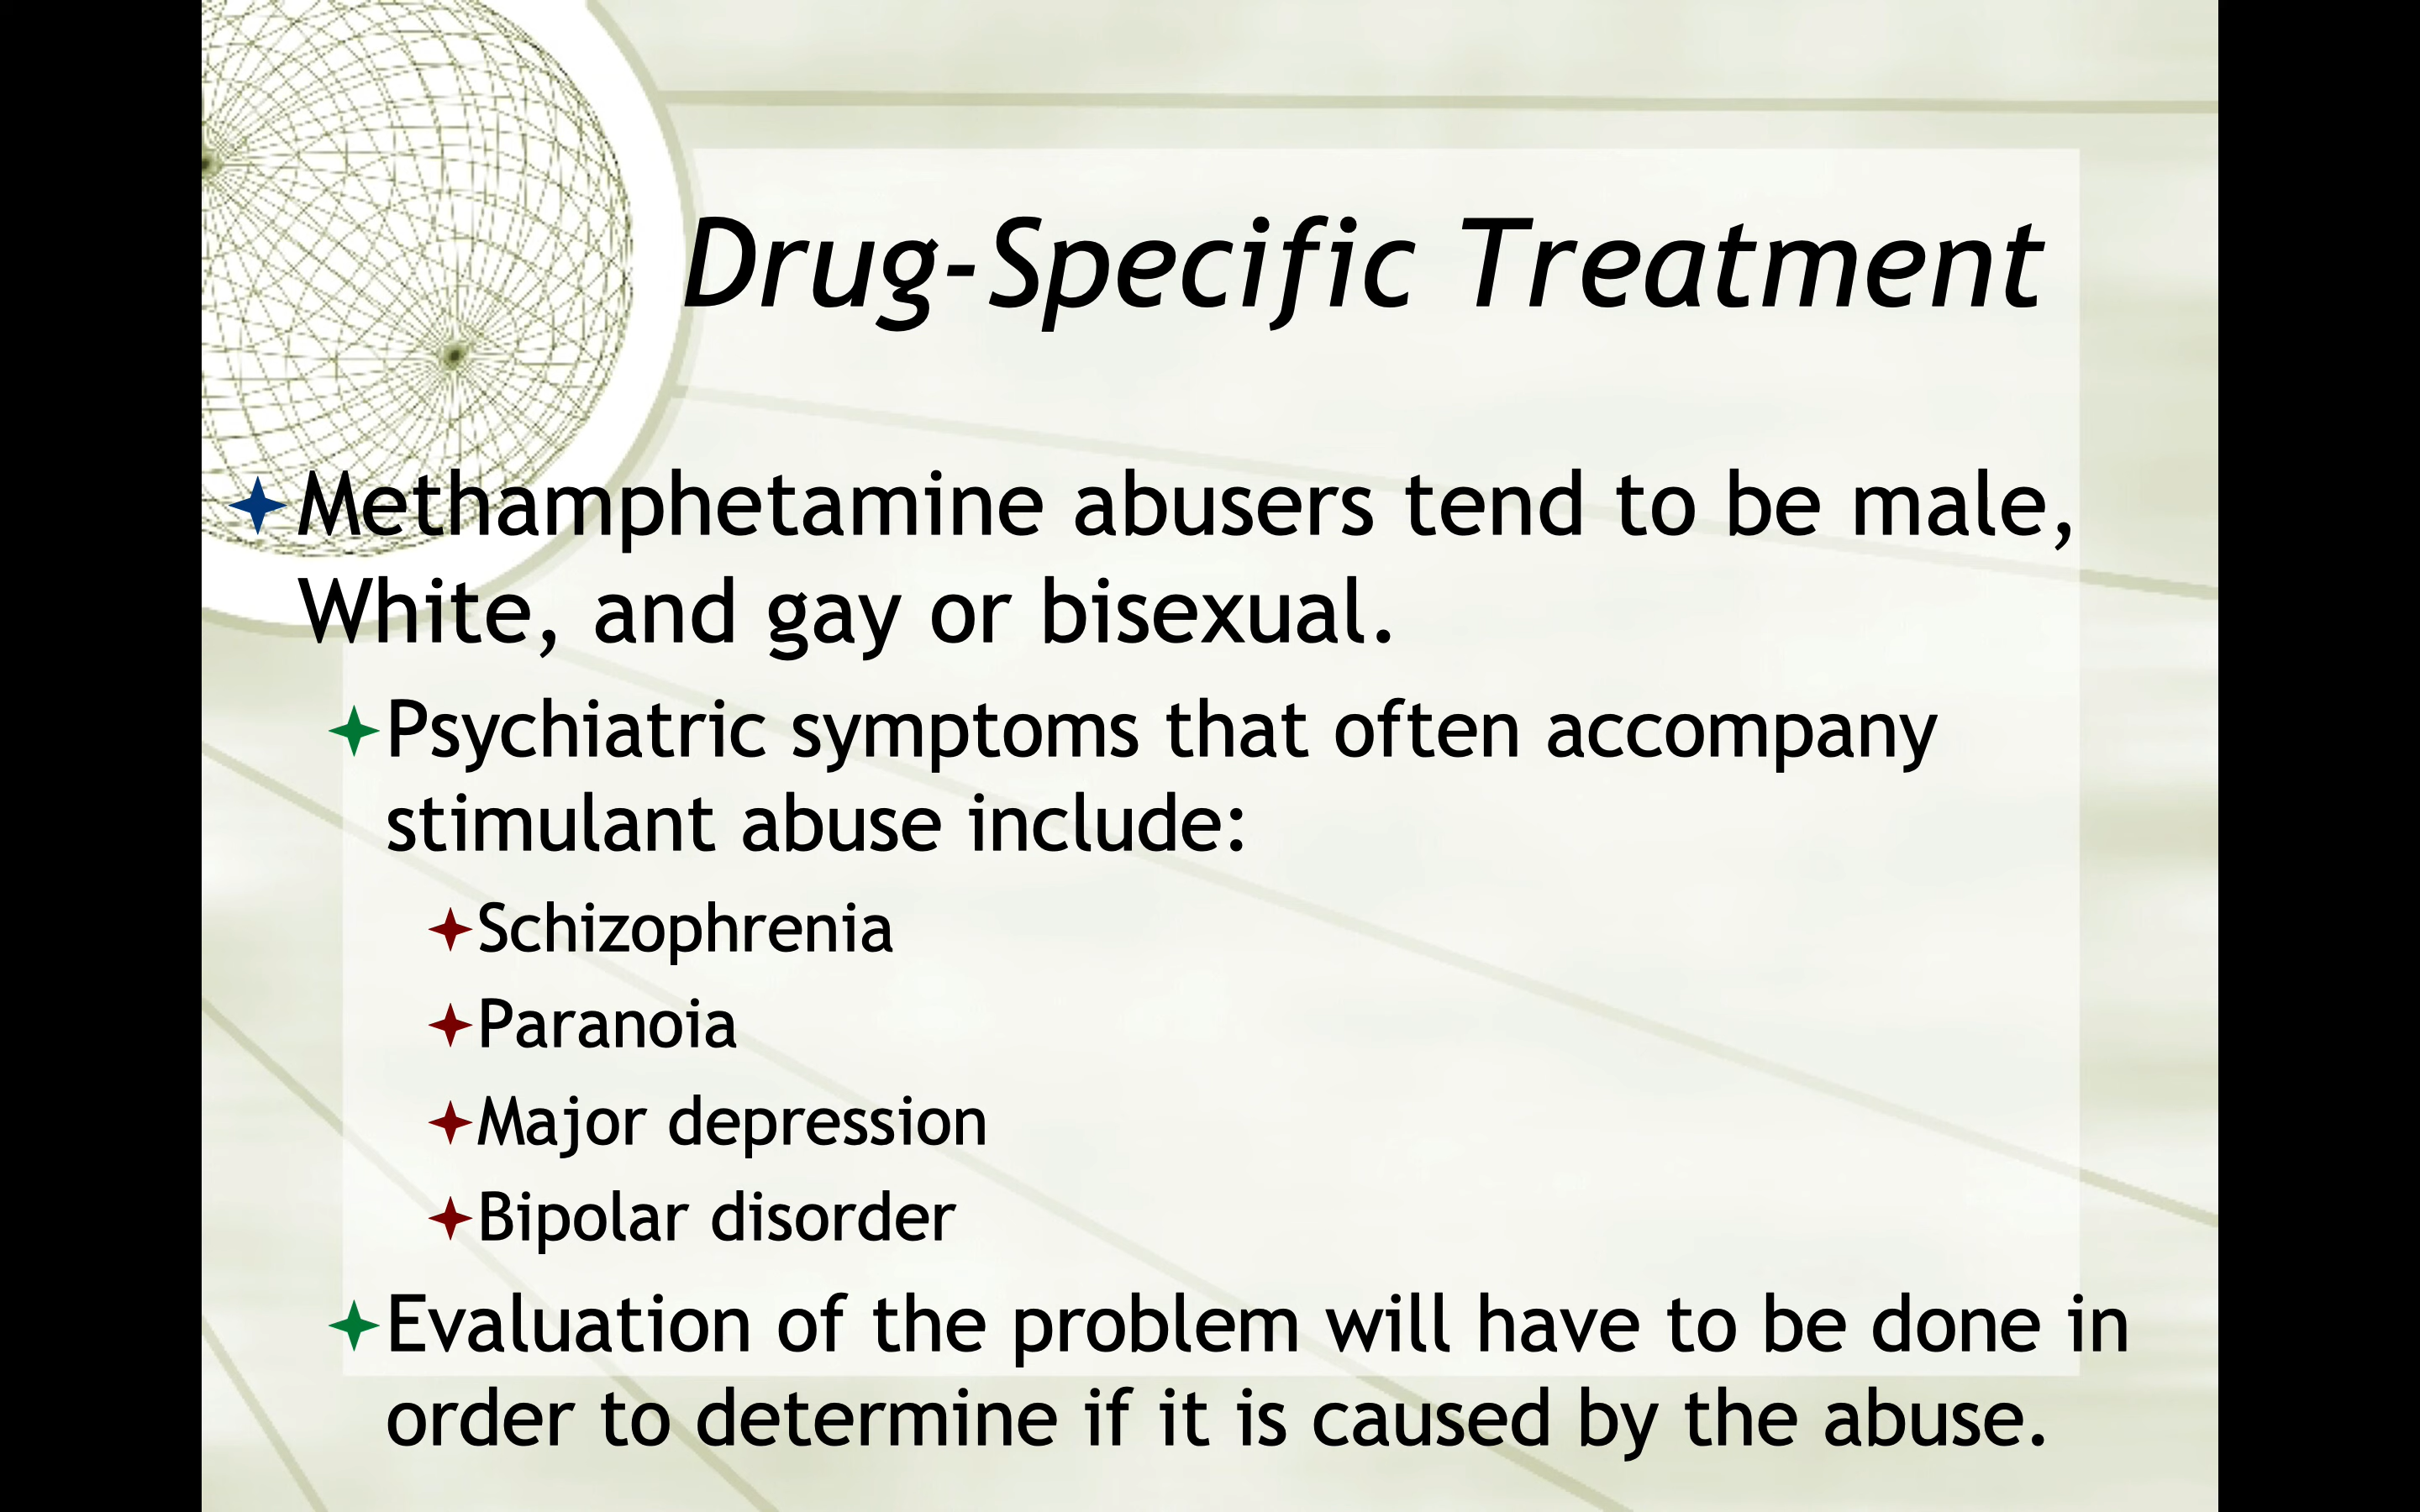 Drug-Specific Treatment
Methamphetamine abusers tend to be male,
White, and gay or bisexual.
Psychiatric symptoms that often accompany
stimulant abuse include:
Schizophrenia
Paranoia
Major depression
Bipolar disorder
Evaluation of the problem will have to be done in
order to determine if it is caused by the abuse.